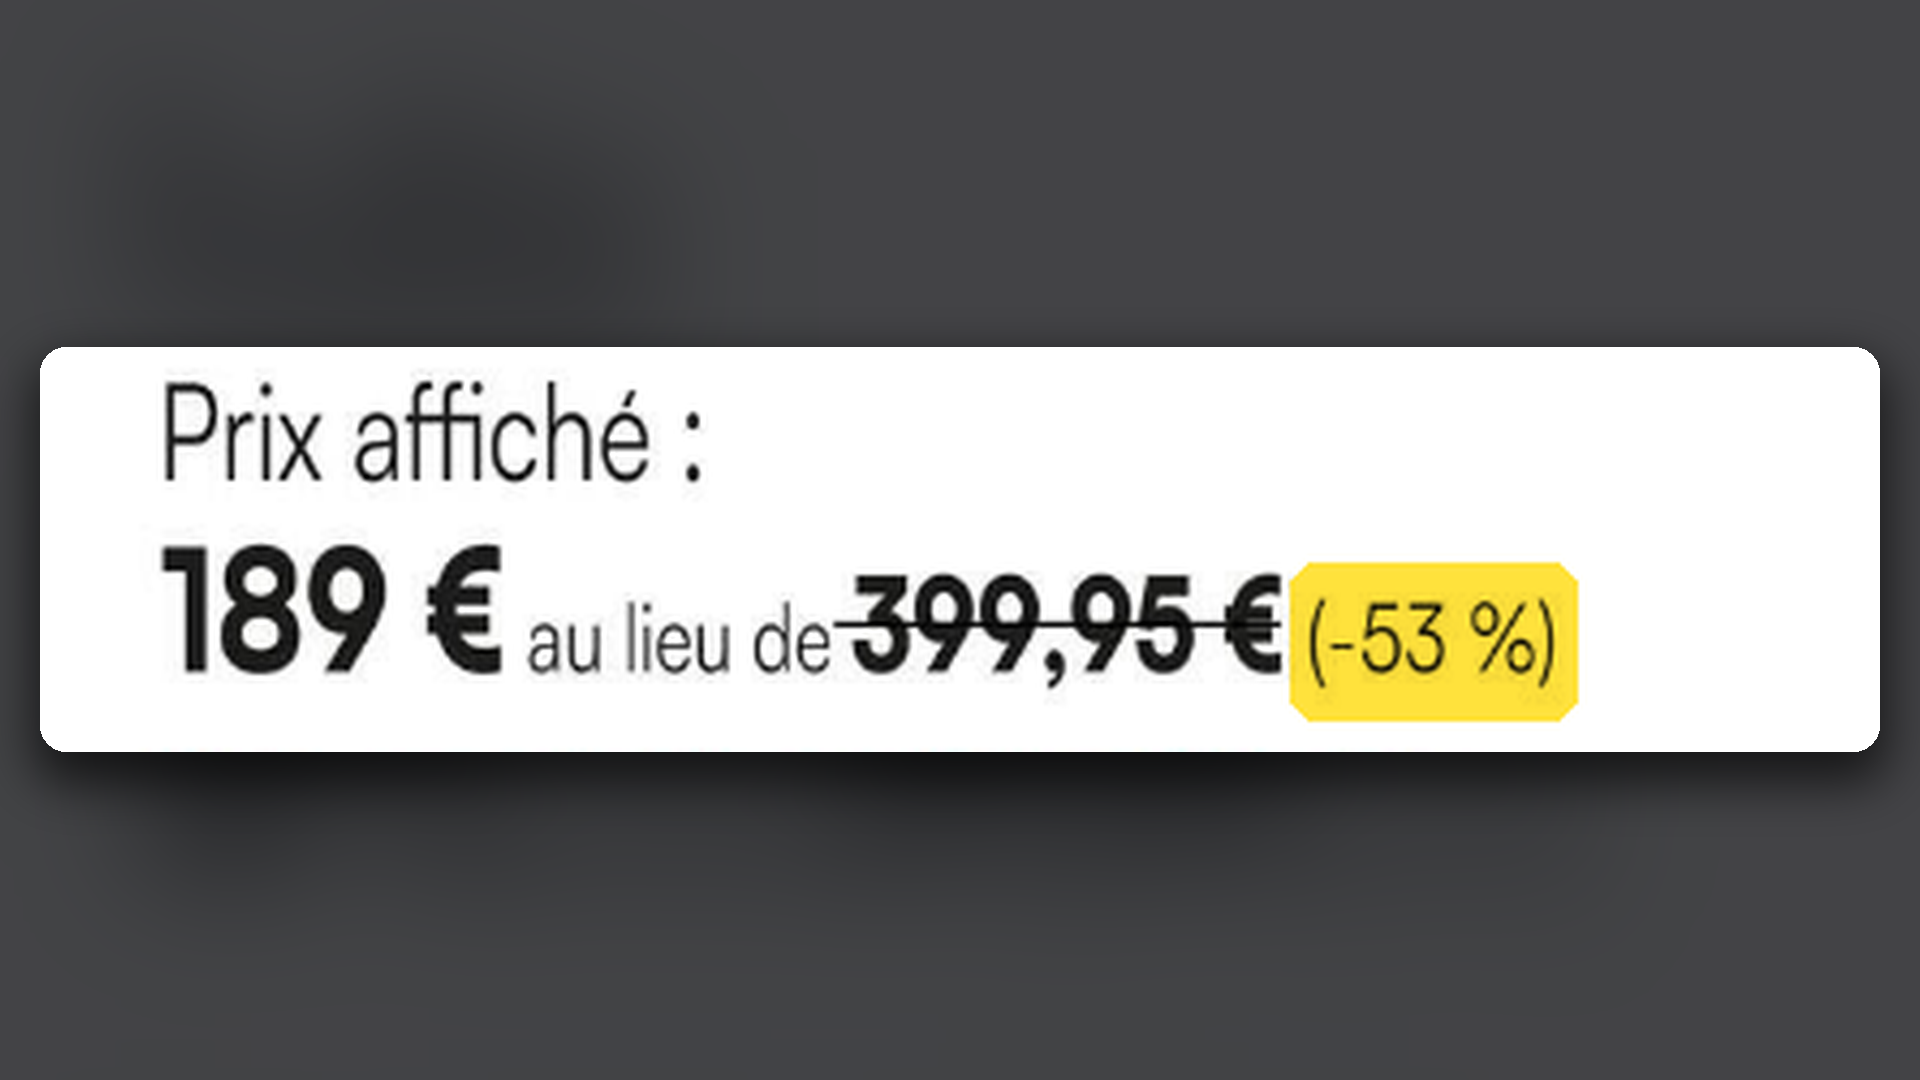 Prix affiché :
189 € au lieu de 399,95 € (-53 %)